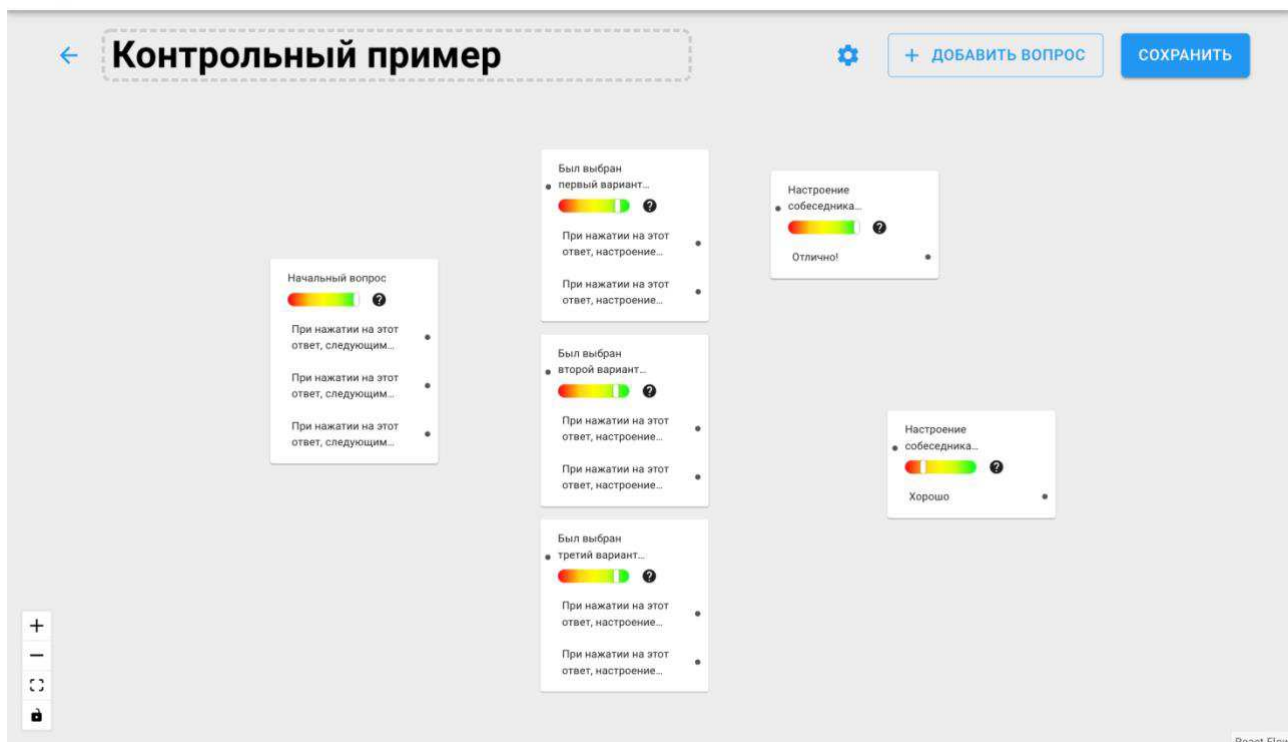 Контрольный пример
+ ДОБАВИТЬ ВОПРОС
СОХРАНИТЬ
Начальный вопрос
При нажатии на этот
ответ, следующим...
При нажатии на этот
ответ, следующим...
При нажатии на этот
ответ, следующим...
Был выбран
первый вариант...
При нажатии на этот
ответ, настроение...
При нажатии на этот
ответ, настроение...
Был выбран
второй вариант...
При нажатии на этот
ответ, настроение...
При нажатии на этот
ответ, настроение...
Был выбран
третий вариант...
При нажатии на этот
ответ, настроение...
При нажатии на этот
ответ, настроение...
Настроение
собеседника...
Отлично!
Настроение
собеседника...
Хорошо
React Flow